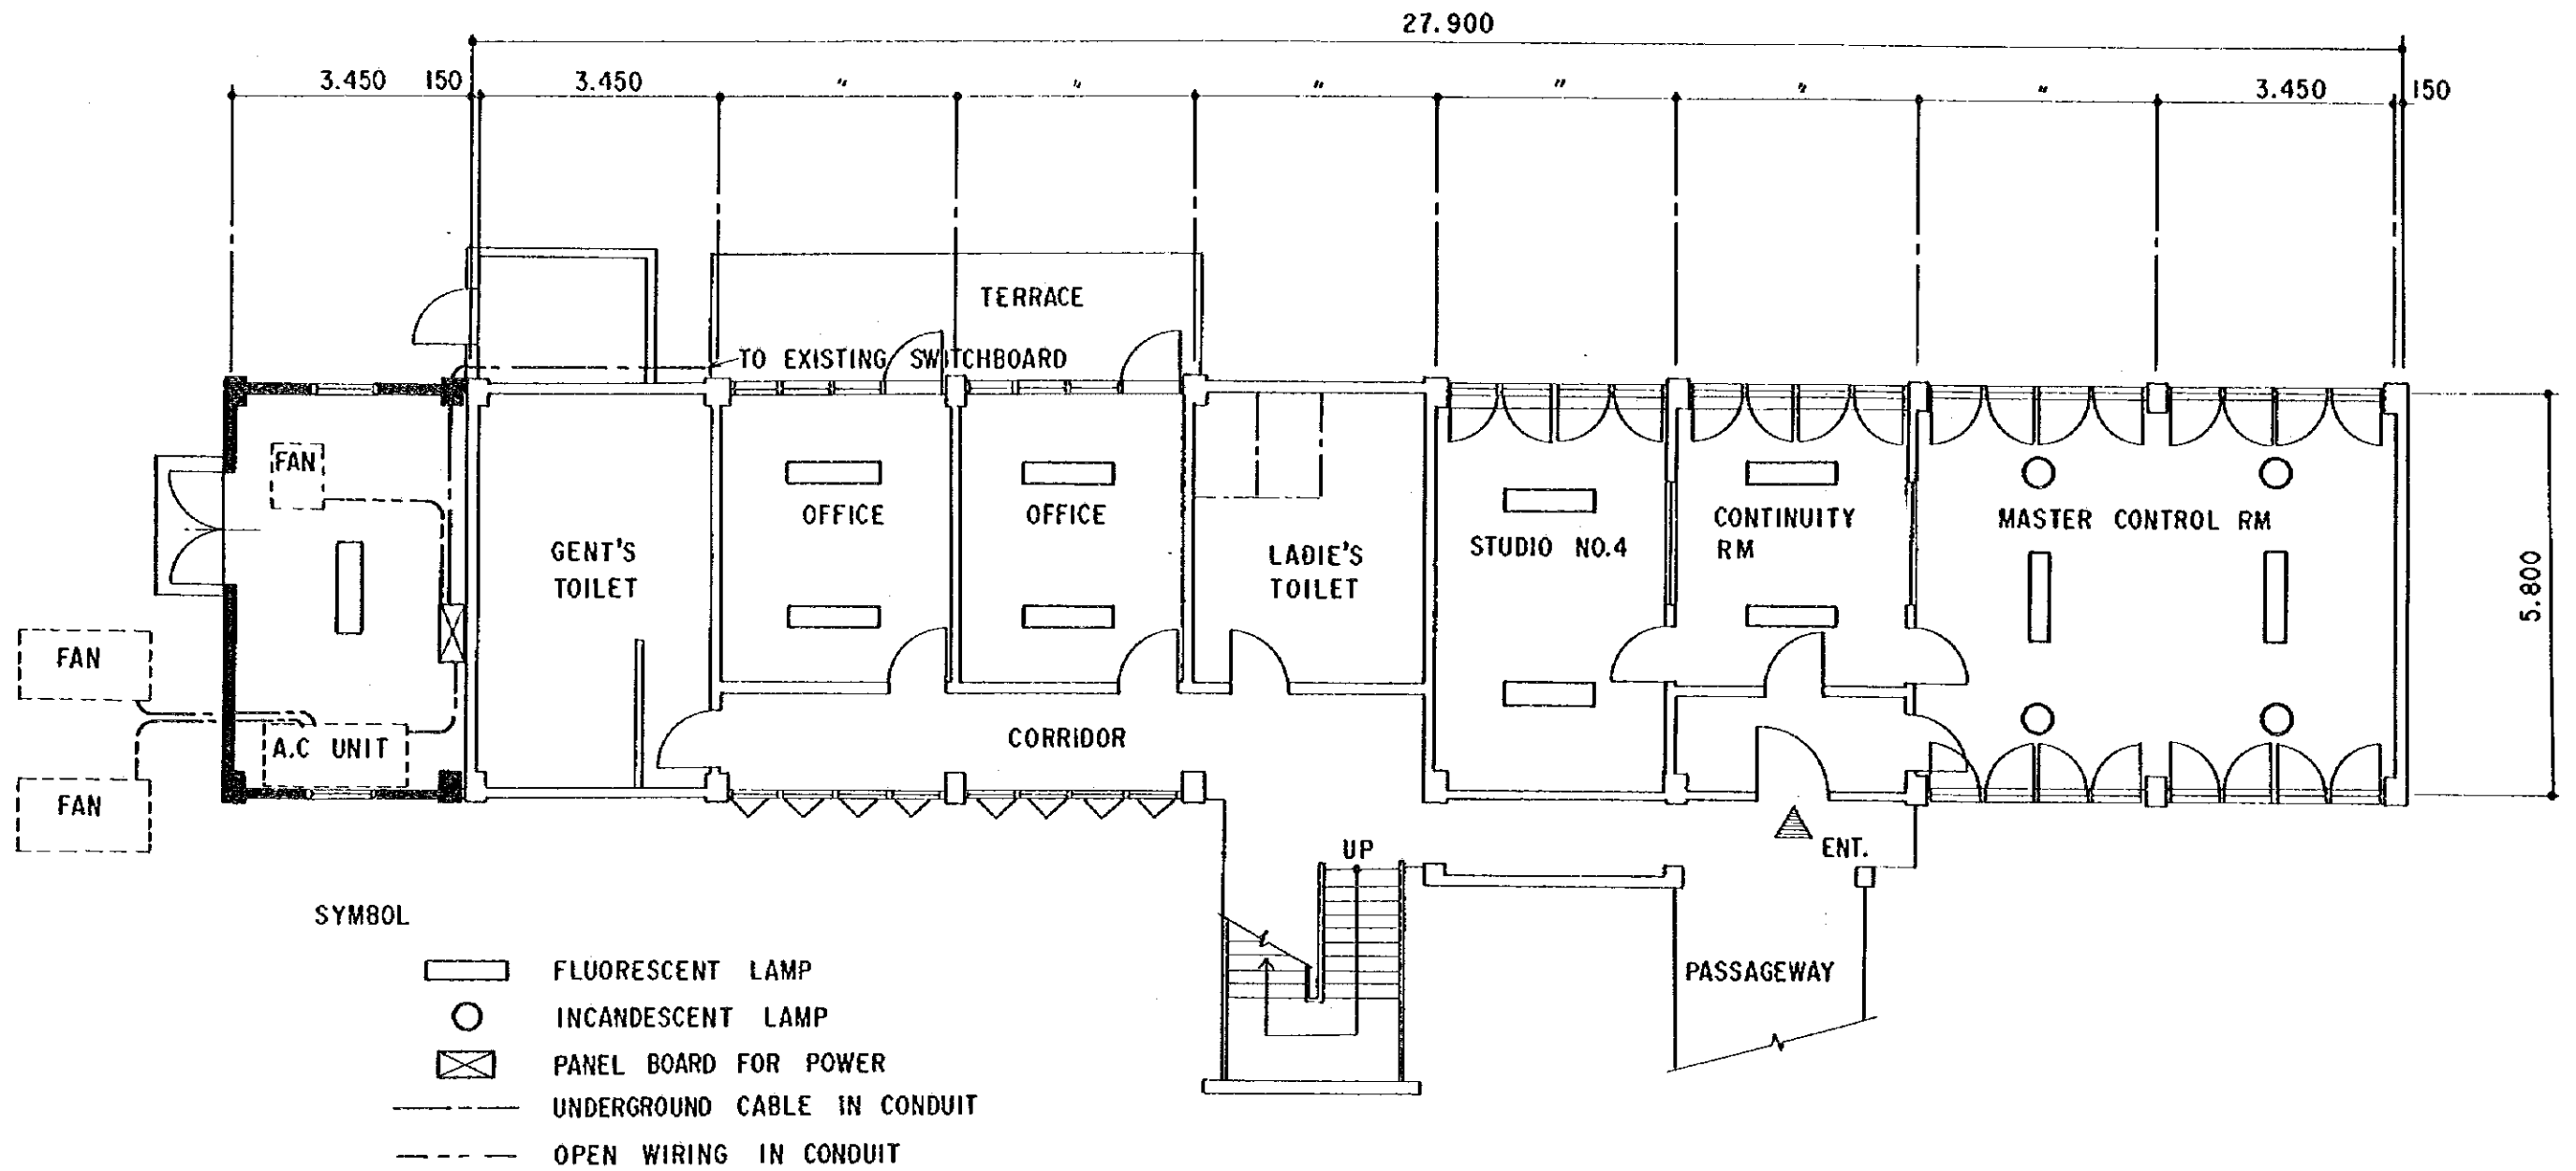 27.900
3.450 150 3.450 " " " " " " 3.450 150
TERRACE
TO EXISTING SWITCHBOARD
FAN
OFFICE
OFFICE
GENT'S
TOILET
LADIE'S
TOILET
STUDIO NO.4
CONTINUITY
RM
MASTER CONTROL RM
5.800
FAN
A.C UNIT
CORRIDOR
FAN
UP
ENT.
PASSAGEWAY
SYMBOL
FLUORESCENT LAMP
INCANDESCENT LAMP
PANEL BOARD FOR POWER
UNDERGROUND CABLE IN CONDUIT
OPEN WIRING IN CONDUIT